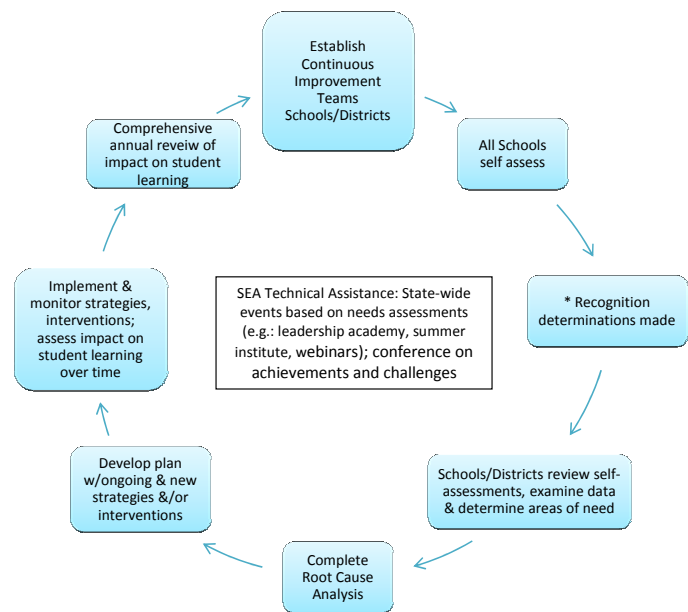 Establish
Continuous
Improvement
Teams
Schools/Districts
All Schools
self assess
* Recognition
determinations made
Schools/Districts review self-
assessments, examine data
& determine areas of need
Complete
Root Cause
Analysis
Develop plan
w/ongoing & new
strategies &/or
interventions
Implement &
monitor strategies,
interventions;
assess impact on
student learning
over time
Comprehensive
annual reveiw of
impact on student
learning
SEA Technical Assistance: State-wide
events based on needs assessments
(e.g.: leadership academy, summer
institute, webinars); conference on
achievements and challenges